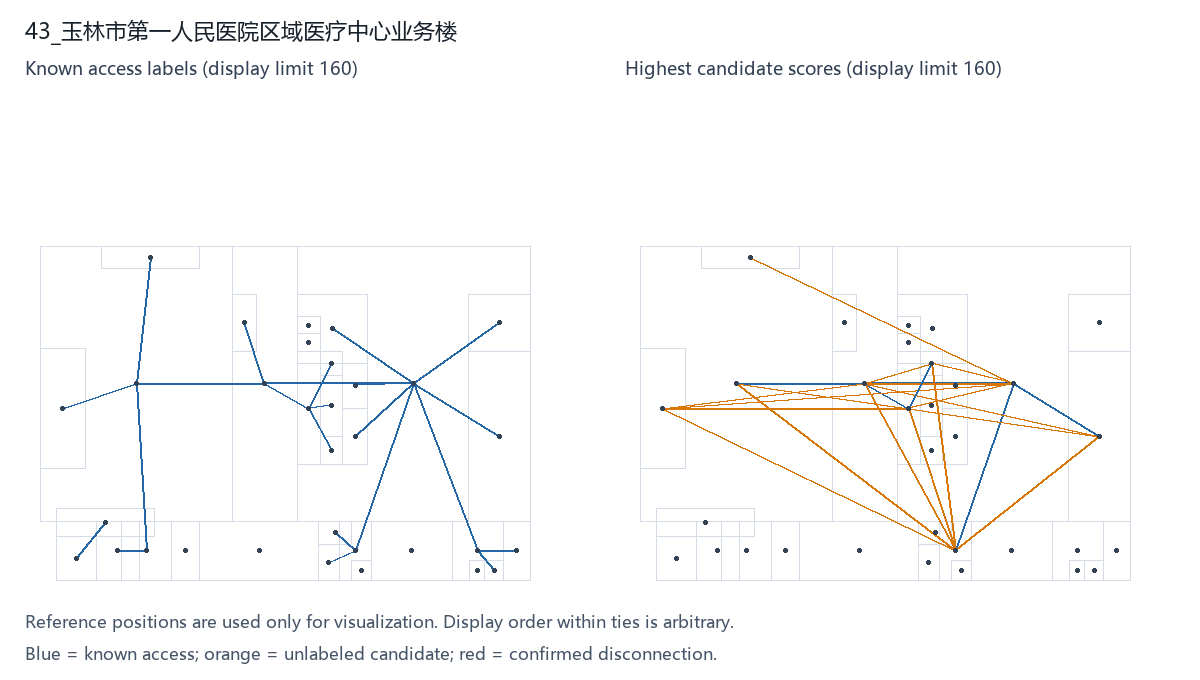 43_玉林市第一人民医院区域医疗中心业务楼
Known access labels (display limit 160)
Highest candidate scores (display limit 160)
Reference positions are used only for visualization. Display order within ties is arbitrary.
Blue = known access; orange = unlabeled candidate; red = confirmed disconnection.